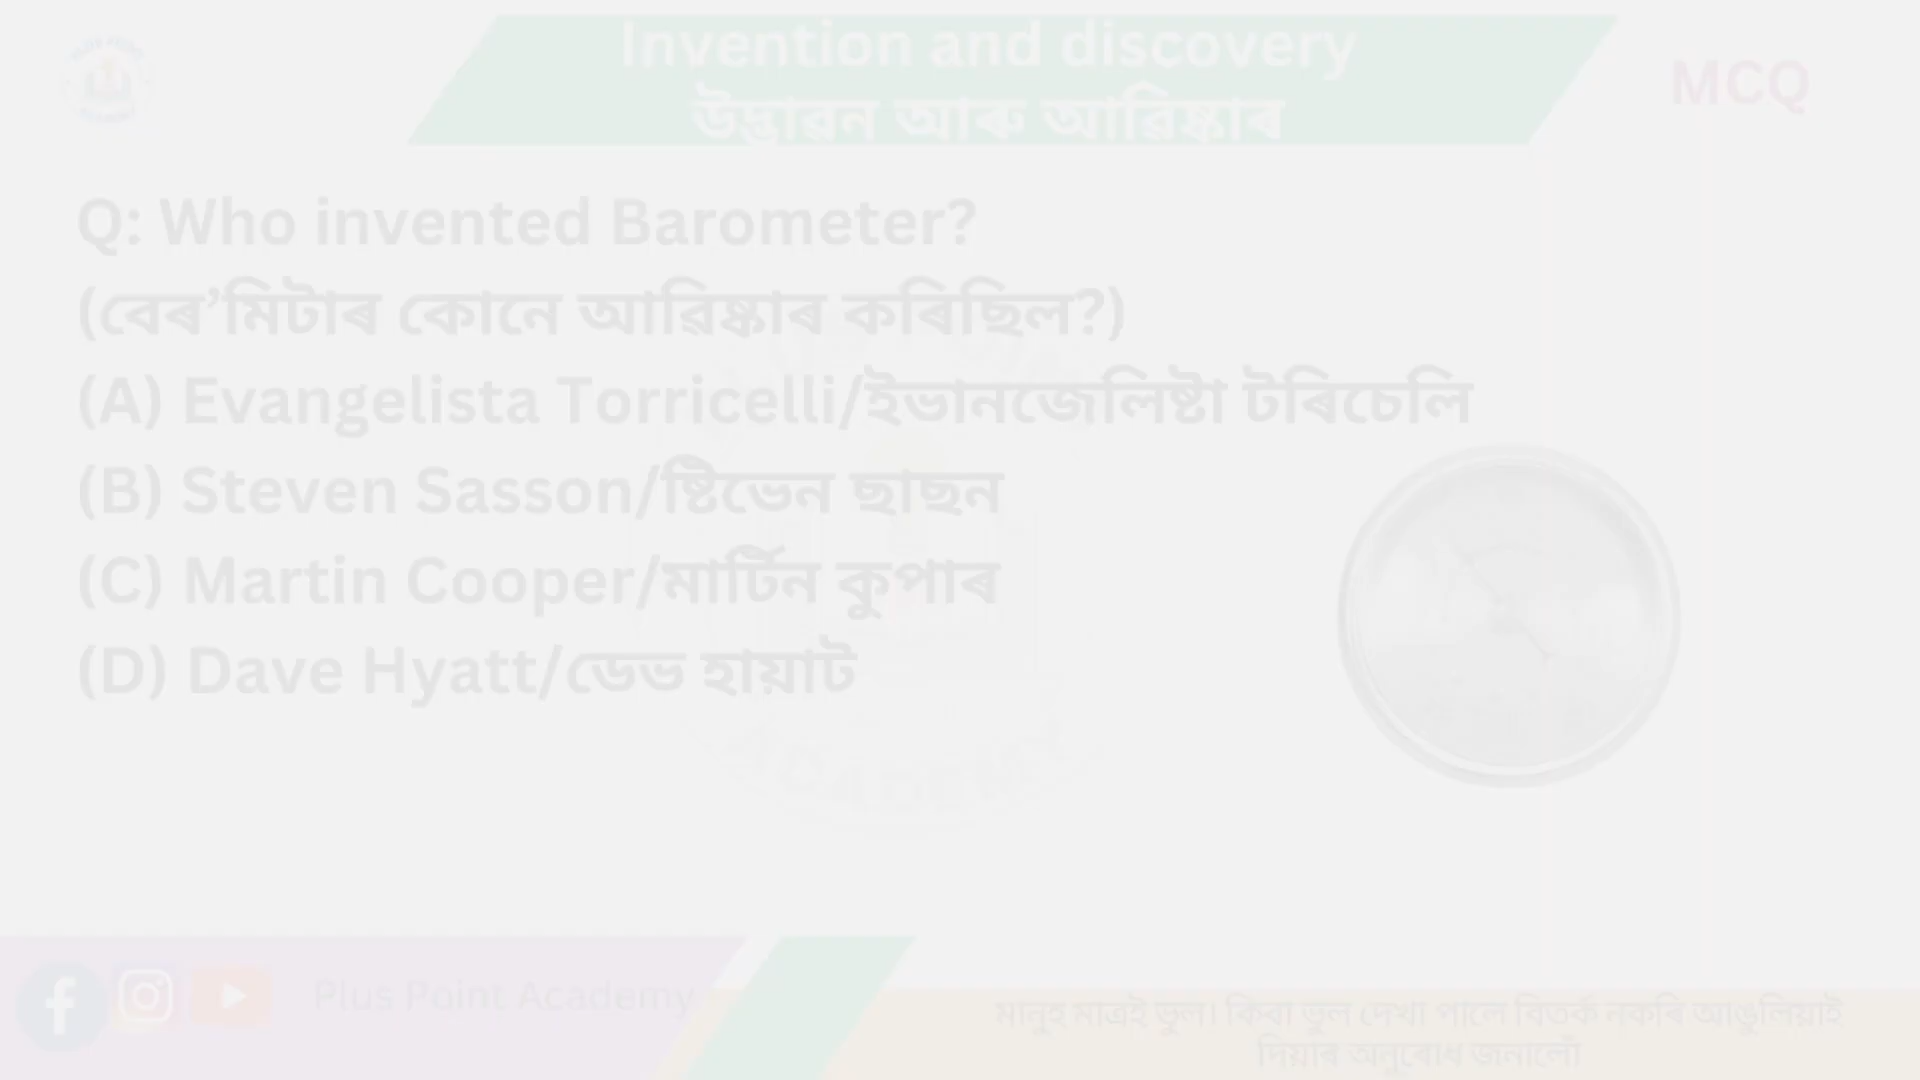 Invention and discovery
উদ্ভাৱন আৰু আৱিষ্কাৰ
MCQ
Q: Who invented Barometer?
(বেৰ’মিটাৰ কোনে আৱিষ্কাৰ কৰিছিল?)
(A) Evangelista Torricelli/ইভানজেলিষ্টা টৰিচেলি
(B) Steven Sasson/ষ্টিভেন ছাছন
(C) Martin Cooper/মাৰ্টিন কুপাৰ
(D) Dave Hyatt/ডেভ হায়াট
Plus Point Academy
মানুহ মাত্ৰই ভুল। কিবা ভুল দেখা পালে বিতৰ্ক নকৰি আঙুলিয়াই
দিয়াৰ অনুৰোধ জনালোঁ